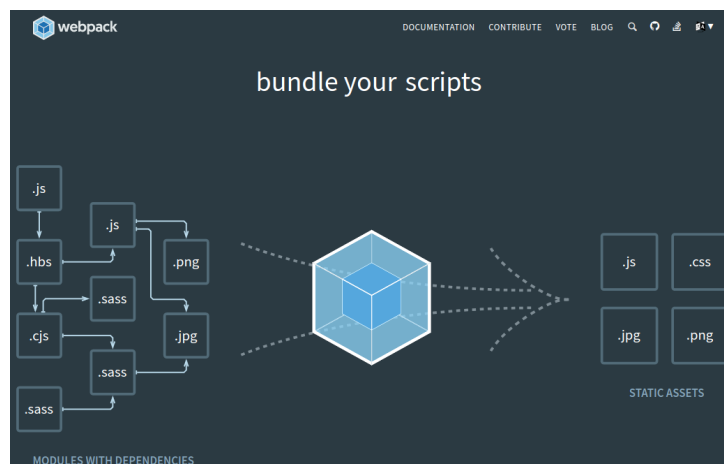 webpack
DOCUMENTATION CONTRIBUTE VOTE BLOG
bundle your scripts
.js
.js
.hbs
.png
.sass
.cjs
.jpg
.sass
.sass
MODULES WITH DEPENDENCIES
.js
.css
.jpg
.png
STATIC ASSETS